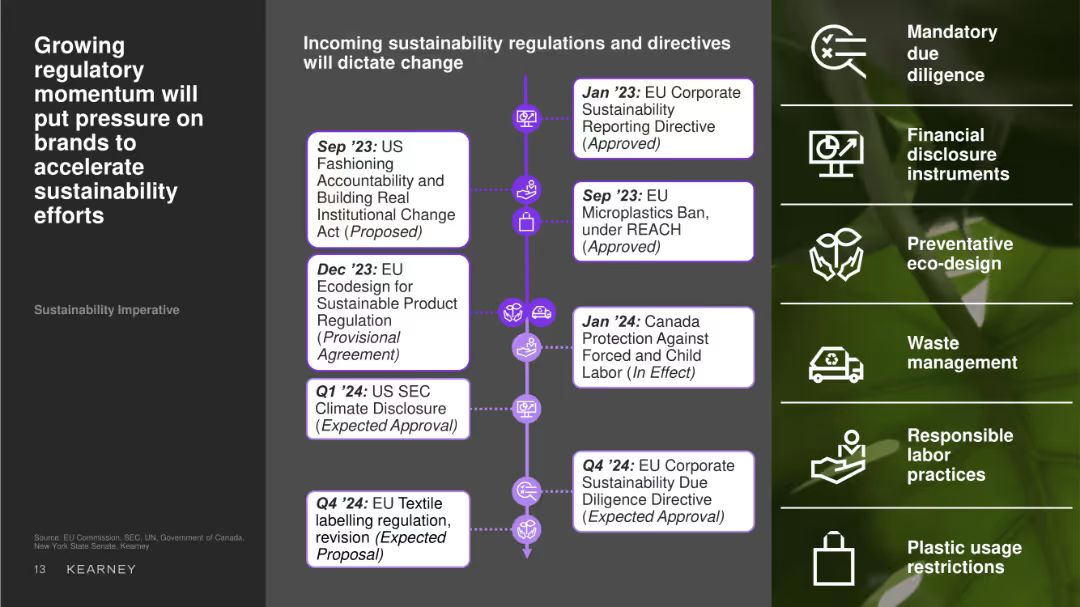 Growing
regulatory
momentum will
put pressure on
brands to
accelerate
sustainability
efforts
Sustainability Imperative
Source: EU Commission, SEC, UN, Government of Canada,
New York State Senate, Kearney
13 KEARNEY
Incoming sustainability regulations and directives
will dictate change
Jan ’23: EU Corporate
Sustainability
Reporting Directive
(Approved)
Sep ’23: US
Fashioning
Accountability and
Building Real
Institutional Change
Act (Proposed)
Sep ’23: EU
Microplastics Ban,
under REACH
(Approved)
Dec ’23: EU
Ecodesign for
Sustainable Product
Regulation
(Provisional
Agreement)
Jan ’24: Canada
Protection Against
Forced and Child
Labor (In Effect)
Q1 ’24: US SEC
Climate Disclosure
(Expected Approval)
Q4 ’24: EU Corporate
Sustainability Due
Diligence Directive
(Expected Approval)
Q4 ’24: EU Textile
labelling regulation,
revision (Expected
Proposal)
Mandatory
due
diligence
Financial
disclosure
instruments
Preventative
eco-design
Waste
management
Responsible
labor
practices
Plastic usage
restrictions